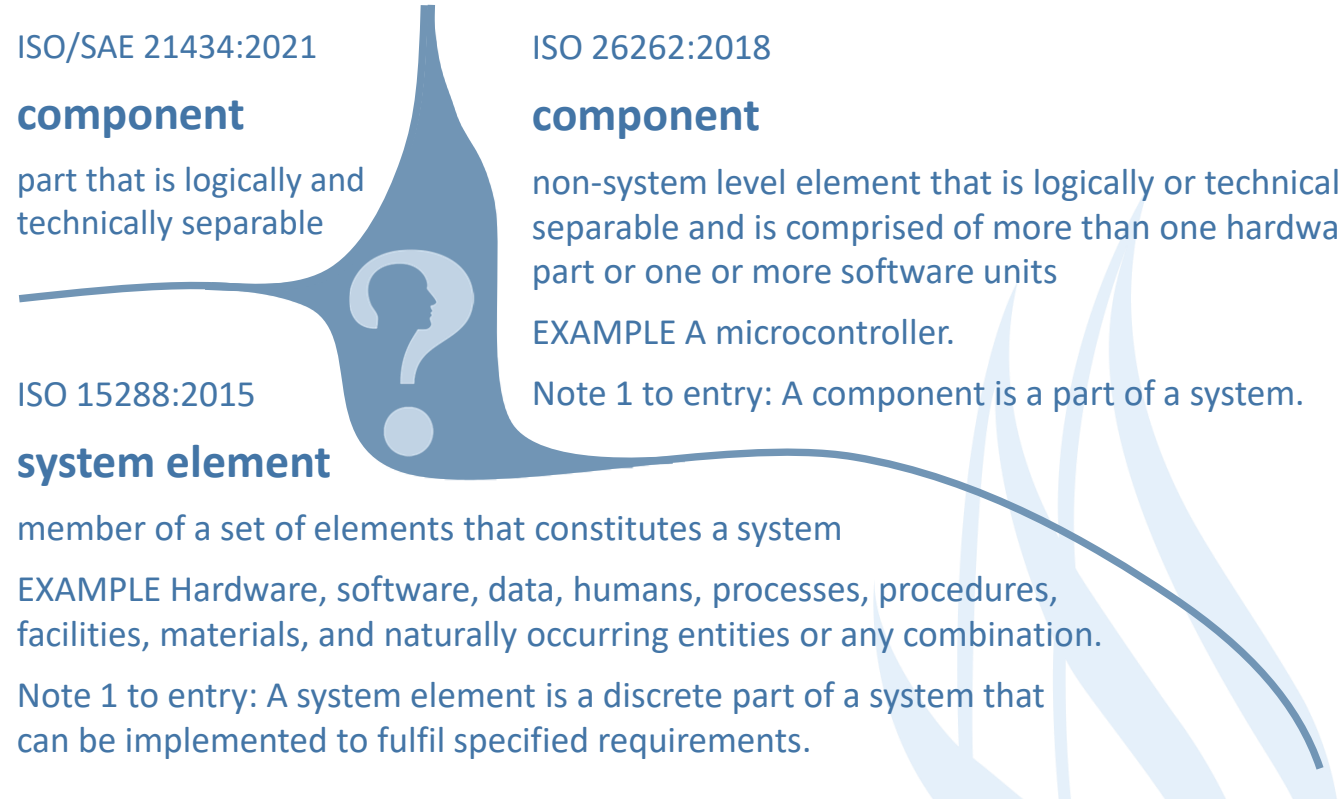 ISO/SAE 21434:2021
component
part that is logically and
technically separable
ISO 26262:2018
component
non-system level element that is logically or technical
separable and is comprised of more than one hardwa
part or one or more software units
EXAMPLE A microcontroller.
Note 1 to entry: A component is a part of a system.
ISO 15288:2015
system element
member of a set of elements that constitutes a system
EXAMPLE Hardware, software, data, humans, processes, procedures,
facilities, materials, and naturally occurring entities or any combination.
Note 1 to entry: A system element is a discrete part of a system that
can be implemented to fulfil specified requirements.